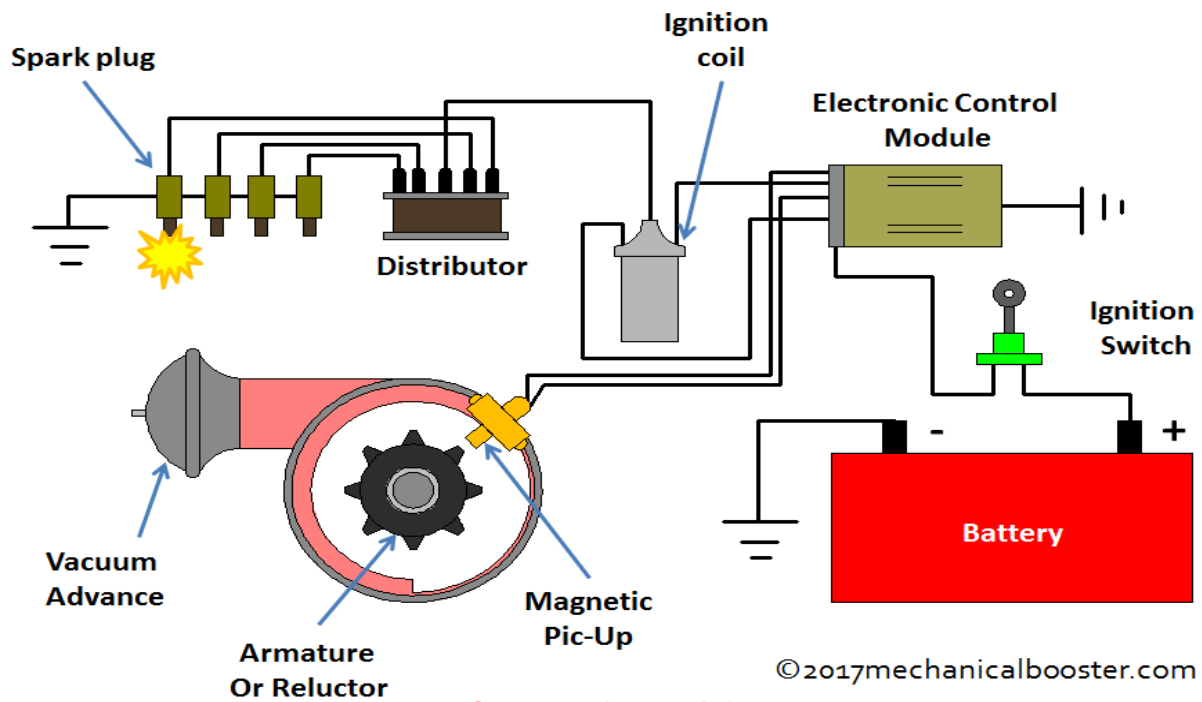 Ignition
coil
Spark plug
Electronic Control
Module
Distributor
Ignition
Switch
-
+
Battery
Vacuum
Advance
Magnetic
Pic-Up
Armature
Or Reluctor
©2017mechanicalbooster.com